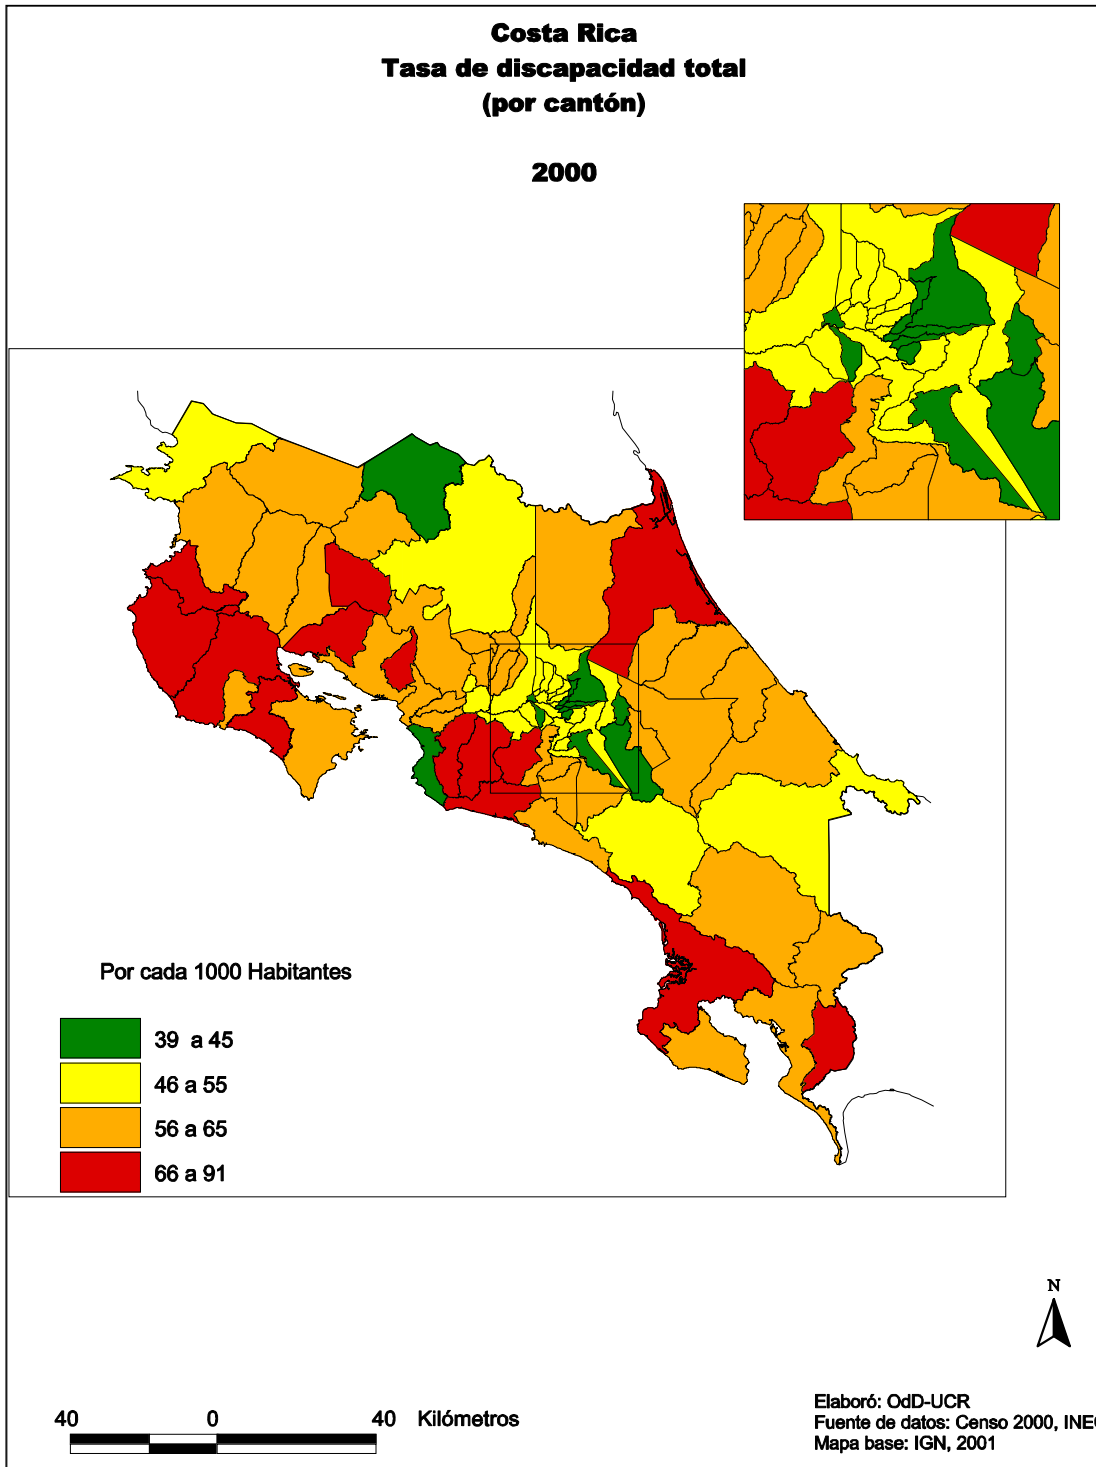 Costa Rica
Tasa de discapacidad total
(por cantón)
2000
Por cada 1000 Habitantes
39 a 45
46 a 55
56 a 65
66 a 91
N
40 0 40 Kilómetros
Elaboró: OdD-UCR
Fuente de datos: Censo 2000, INEC
Mapa base: IGN, 2001